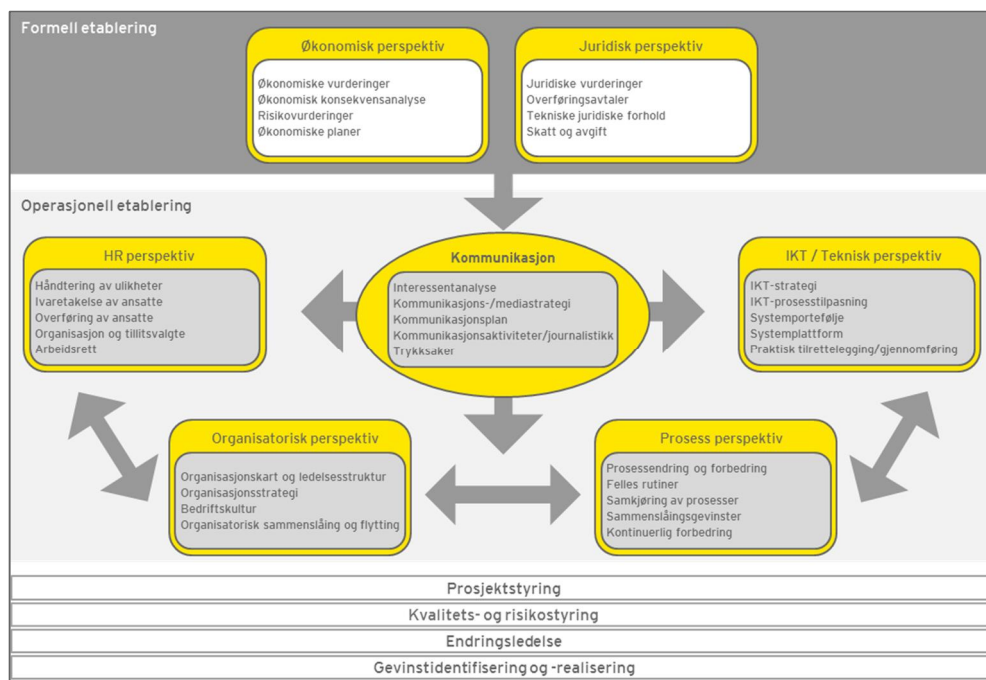 Formell etablering
Økonomisk perspektiv
Økonomiske vurderinger
Økonomisk konsekvensanalyse
Risikovurderinger
Økonomiske planer
Juridisk perspektiv
Juridiske vurderinger
Overføringsavtaler
Tekniske juridiske forhold
Skatt og avgift
Operasjonell etablering
HR perspektiv
Håndtering av ulikheter
Ivaretakelse av ansatte
Overføring av ansatte
Organisasjon og tillitsvalgte
Arbeidsrett
Kommunikasjon
Interessentanalyse
Kommunikasjons-/mediastrategi
Kommunikasjonsplan
Kommunikasjonsaktiviteter/journalistikk
Trykksaker
IKT / Teknisk perspektiv
IKT-strategi
IKT-prosesstilpasning
Systemportefølje
Systemplattform
Praktisk tilrettelegging/gjennomføring
Organisatorisk perspektiv
Organisasjonskart og ledelsesstruktur
Organisasjonsstrategi
Bedriftskultur
Organisatorisk sammenslåing og flytting
Prosess perspektiv
Prosessendring og forbedring
Felles rutiner
Samkjøring av prosesser
Sammenslåingsgevinster
Kontinuerlig forbedring
Prosjektstyring
Kvalitets- og risikostyring
Endringsledelse
Gevinstidentifisering og -realisering